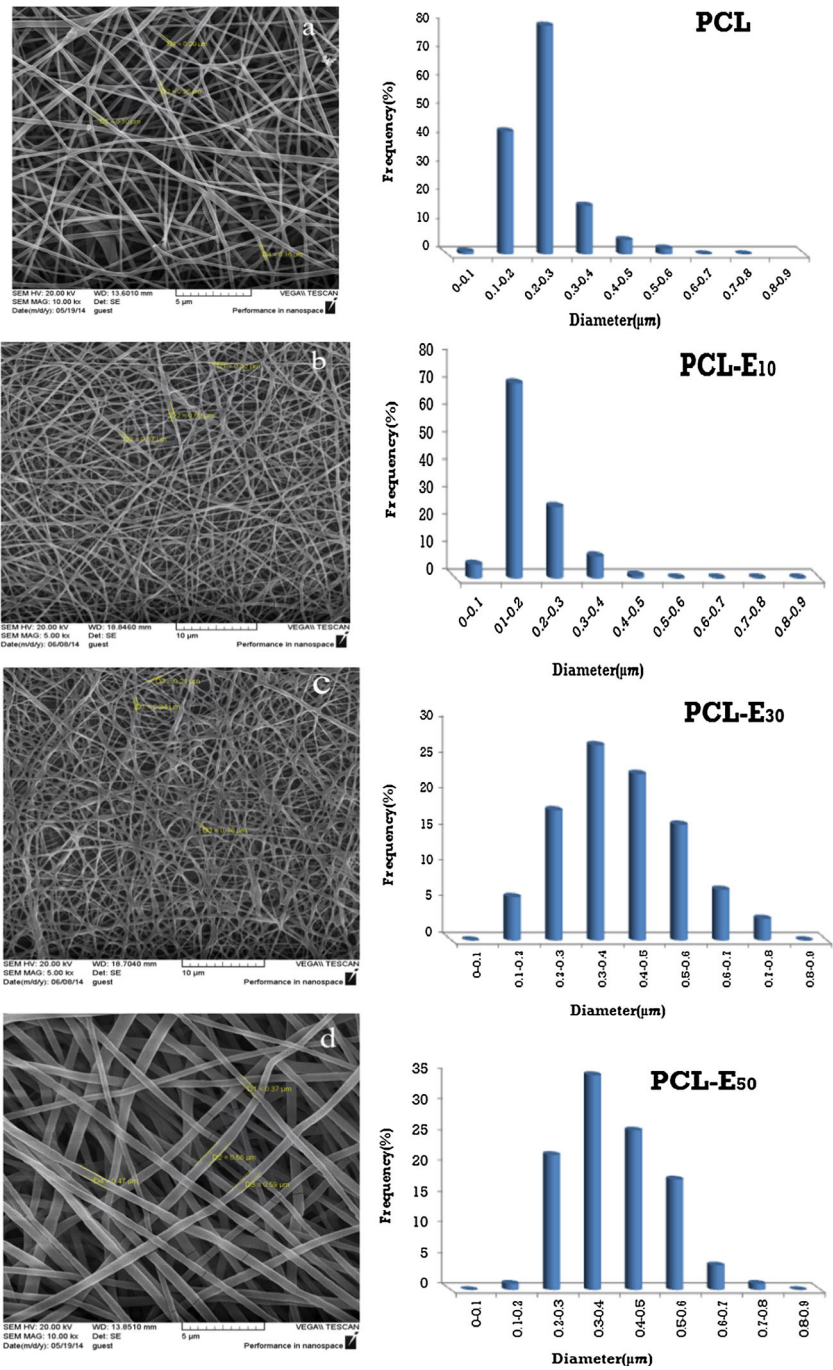 a
PCL
80
70
60
50
40
30
20
10
0
Frequency(%)
0-0.1
0.1-0.2
0.2-0.3
0.3-0.4
0.4-0.5
0.5-0.6
0.6-0.7
0.7-0.8
0.8-0.9
Diameter(µm)
SEM HV: 20.00 kV WD: 13.6010 mm VEGA\\ TESCAN
SEM MAG: 10.00 kx Det: SE 5 µm
Date(m/d/y): 05/19/14 guest Performance in nanospace
b
PCL-E10
80
70
60
50
40
30
20
10
0
Frequency(%)
0-0.1
01-0.2
0.2-0.3
0.3-0.4
0.4-0.5
0.5-0.6
0.6-0.7
0.7-0.8
0.8-0.9
Diameter(µm)
SEM HV: 20.00 kV WD: 18.8460 mm VEGA\\ TESCAN
SEM MAG: 5.00 kx Det: SE 10 µm
Date(m/d/y): 06/08/14 guest Performance in nanospace
c
PCL-E30
30
25
20
15
10
5
0
Frequency(%)
0-0.1
0.1-0.2
0.2-0.3
0.3-0.4
0.4-0.5
0.5-0.6
0.6-0.7
0.7-0.8
0.8-0.9
Diameter(µm)
SEM HV: 20.00 kV WD: 18.7040 mm VEGA\\ TESCAN
SEM MAG: 5.00 kx Det: SE 10 µm
Date(m/d/y): 06/08/14 guest Performance in nanospace
d
D1 = 0.37 µm
PCL-E50
35
30
25
20
15
10
5
0
Frequency(%)
0-0.1
0.1-0.2
0.2-0.3
0.3-0.4
0.4-0.5
0.5-0.6
0.6-0.7
0.7-0.8
0.8-0.9
Diameter(µm)
SEM HV: 20.00 kV WD: 13.8510 mm VEGA\\ TESCAN
SEM MAG: 10.00 kx Det: SE 5 µm
Date(m/d/y): 05/19/14 guest Performance in nanospace